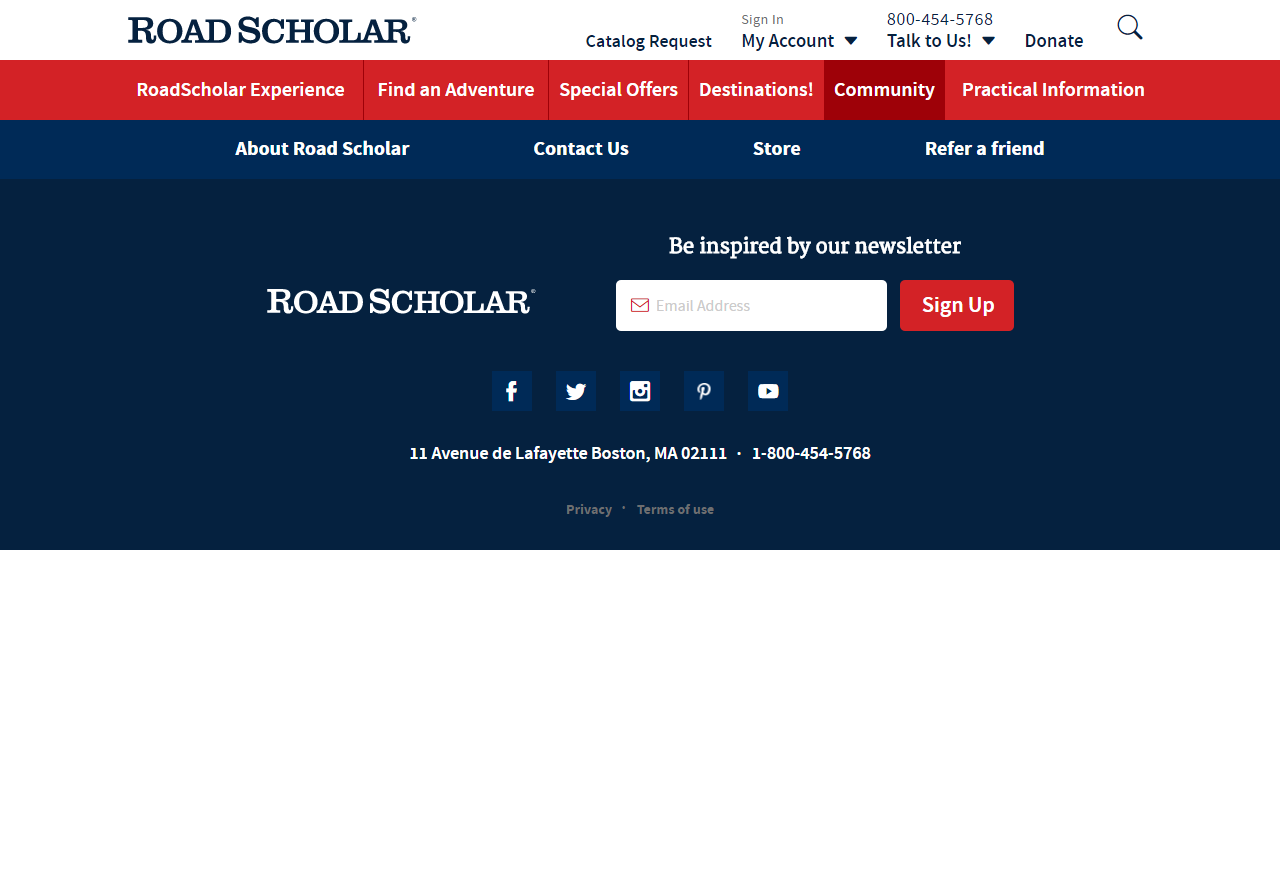 ROAD SCHOLAR®
Catalog Request
Sign In
My Account
800-454-5768
Talk to Us!
Donate
RoadScholar Experience
Find an Adventure
Special Offers
Destinations!
Community
Practical Information
About Road Scholar
Contact Us
Store
Refer a friend
Be inspired by our newsletter
ROAD SCHOLAR®
Email Address
Sign Up
11 Avenue de Lafayette Boston, MA 02111 · 1-800-454-5768
Privacy · Terms of use